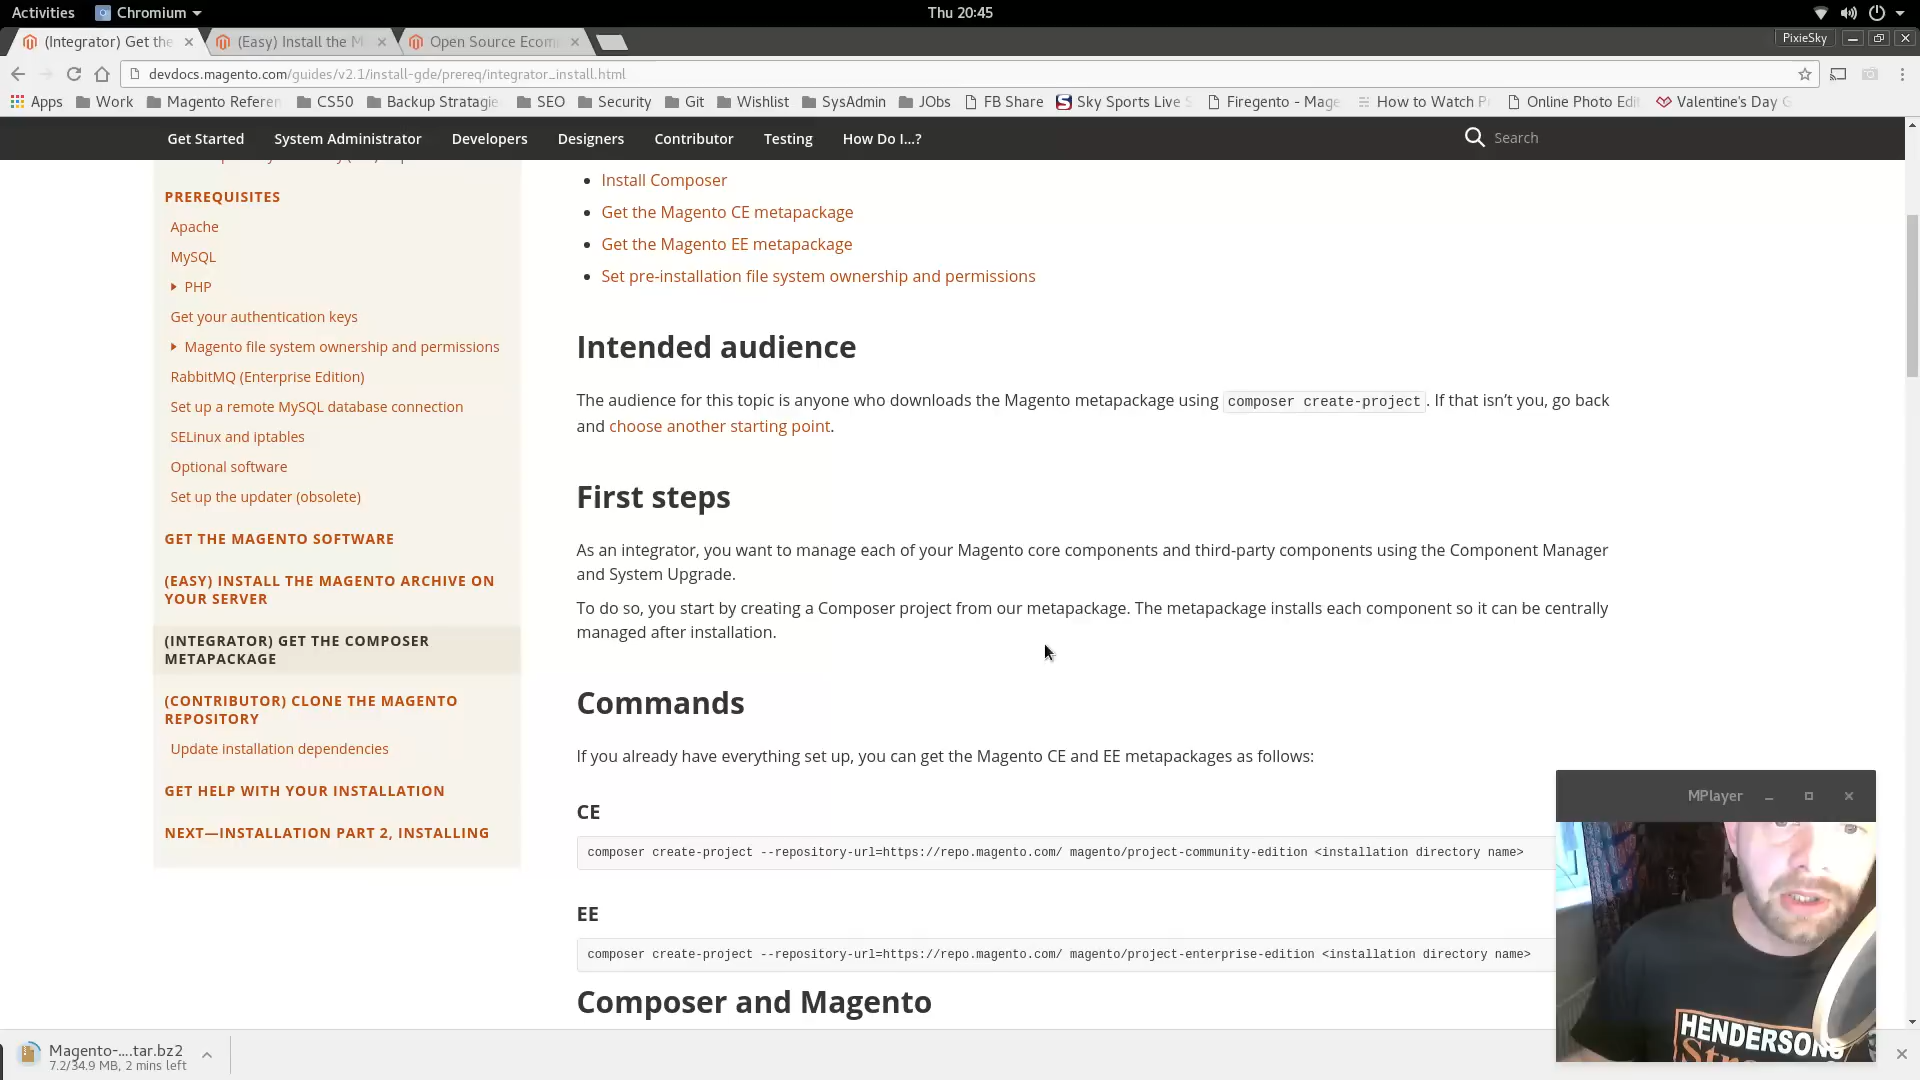 Activities
Chromium
Thu 20:45
(Integrator) Get the
(Easy) Install the M
Open Source Ecom
PixieSky
devdocs.magento.com/guides/v2.1/install-gde/prereq/integrator_install.html
Apps
Work
Magento Referen
CS50
Backup Stratagie
SEO
Security
Git
Wishlist
SysAdmin
JObs
FB Share
Sky Sports Live S
Firegento - Mage
How to Watch P
Online Photo Edit
Valentine's Day G
Get Started
System Administrator
Developers
Designers
Contributor
Testing
How Do I...?
Search
PREREQUISITES
Apache
MySQL
PHP
Get your authentication keys
Magento file system ownership and permissions
RabbitMQ (Enterprise Edition)
Set up a remote MySQL database connection
SELinux and iptables
Optional software
Set up the updater (obsolete)
GET THE MAGENTO SOFTWARE
(EASY) INSTALL THE MAGENTO ARCHIVE ON
YOUR SERVER
(INTEGRATOR) GET THE COMPOSER
METAPACKAGE
(CONTRIBUTOR) CLONE THE MAGENTO
REPOSITORY
Update installation dependencies
GET HELP WITH YOUR INSTALLATION
NEXT—INSTALLATION PART 2, INSTALLING
Install Composer
Get the Magento CE metapackage
Get the Magento EE metapackage
Set pre-installation file system ownership and permissions
Intended audience
The audience for this topic is anyone who downloads the Magento metapackage using composer create-project. If that isn’t you, go back
and choose another starting point.
First steps
As an integrator, you want to manage each of your Magento core components and third-party components using the Component Manager
and System Upgrade.
To do so, you start by creating a Composer project from our metapackage. The metapackage installs each component so it can be centrally
managed after installation.
Commands
If you already have everything set up, you can get the Magento CE and EE metapackages as follows:
CE
composer create-project --repository-url=https://repo.magento.com/ magento/project-community-edition <installation directory name>
EE
composer create-project --repository-url=https://repo.magento.com/ magento/project-enterprise-edition <installation directory name>
Composer and Magento
MPlayer
HENDERSONS
Magento-....tar.bz2
7.2/34.9 MB, 2 mins left